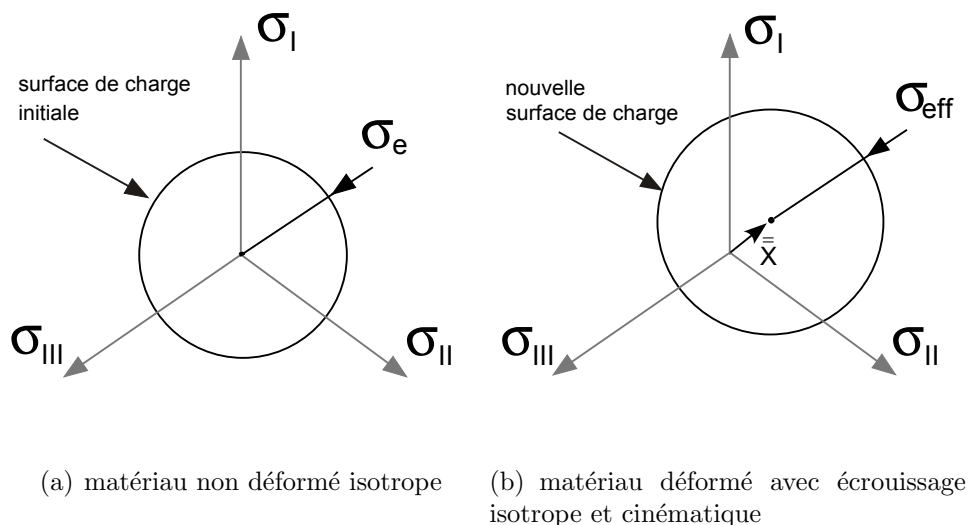 σI
surface de charge
initiale
σe
σIII
σII
(a) matériau non déformé isotrope
σI
nouvelle
surface de charge
σeff
X
σIII
σII
(b) matériau déformé avec écrouissage
isotrope et cinématique